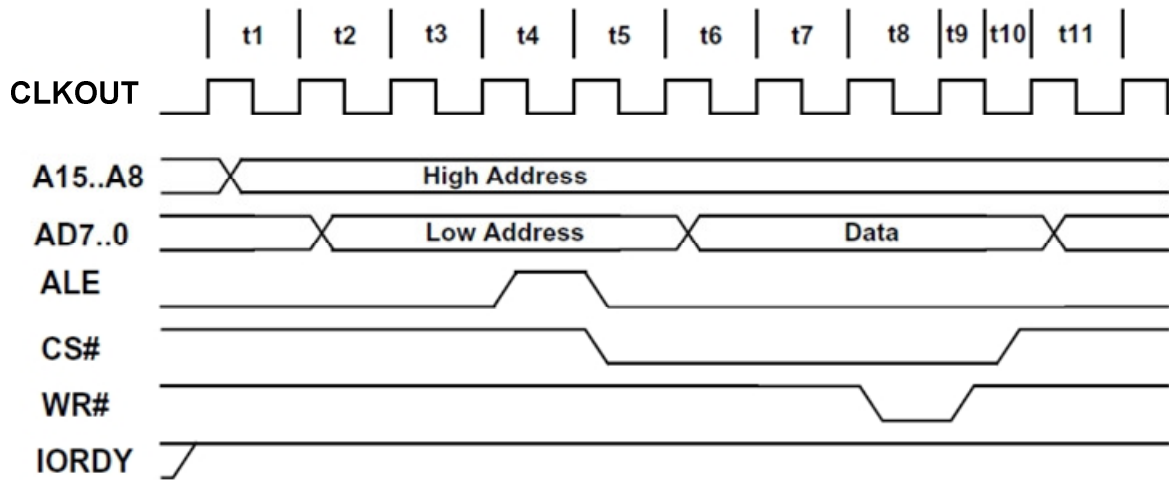 t1 t2 t3 t4 t5 t6 t7 t8 t9 t10 t11
CLKOUT
A15..A8 High Address
AD7..0 Low Address Data
ALE
CS#
WR#
IORDY